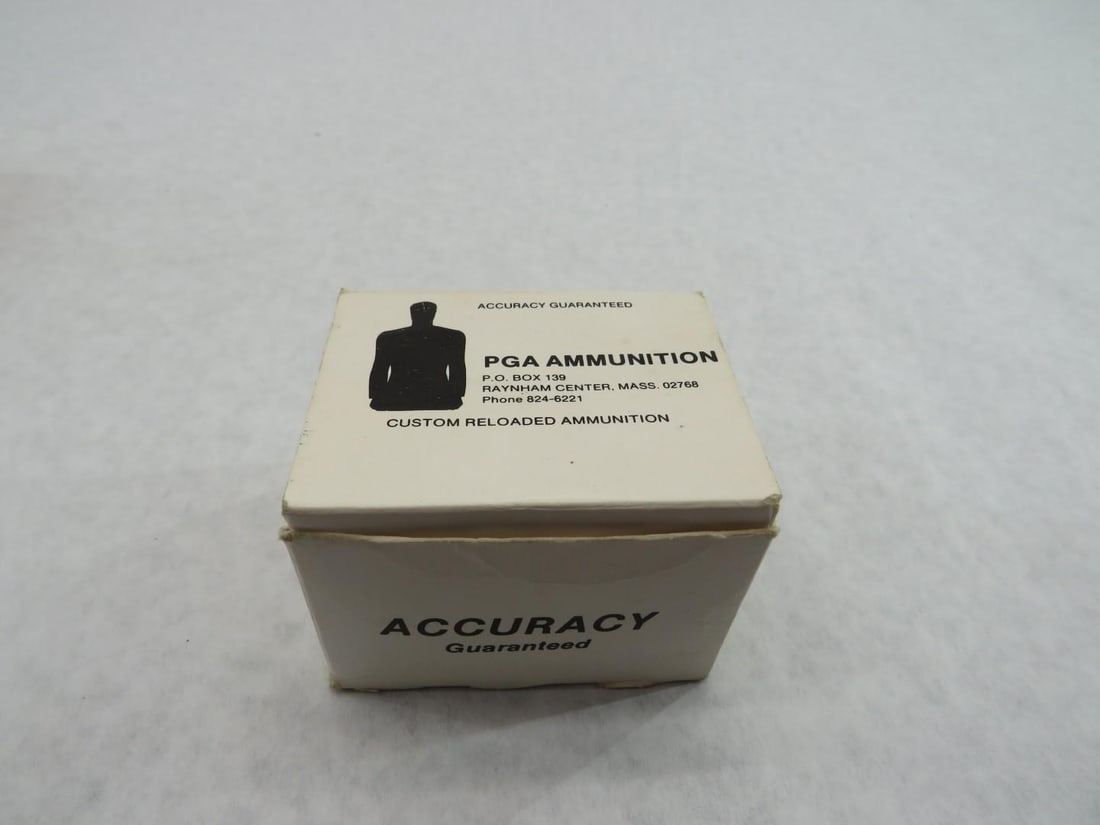 ACCURACY GUARANTEED
PGA AMMUNITION
P.O. BOX 139
RAYNHAM CENTER, MASS. 02768
Phone 824-6221
CUSTOM RELOADED AMMUNITION
ACCURACY
Guaranteed